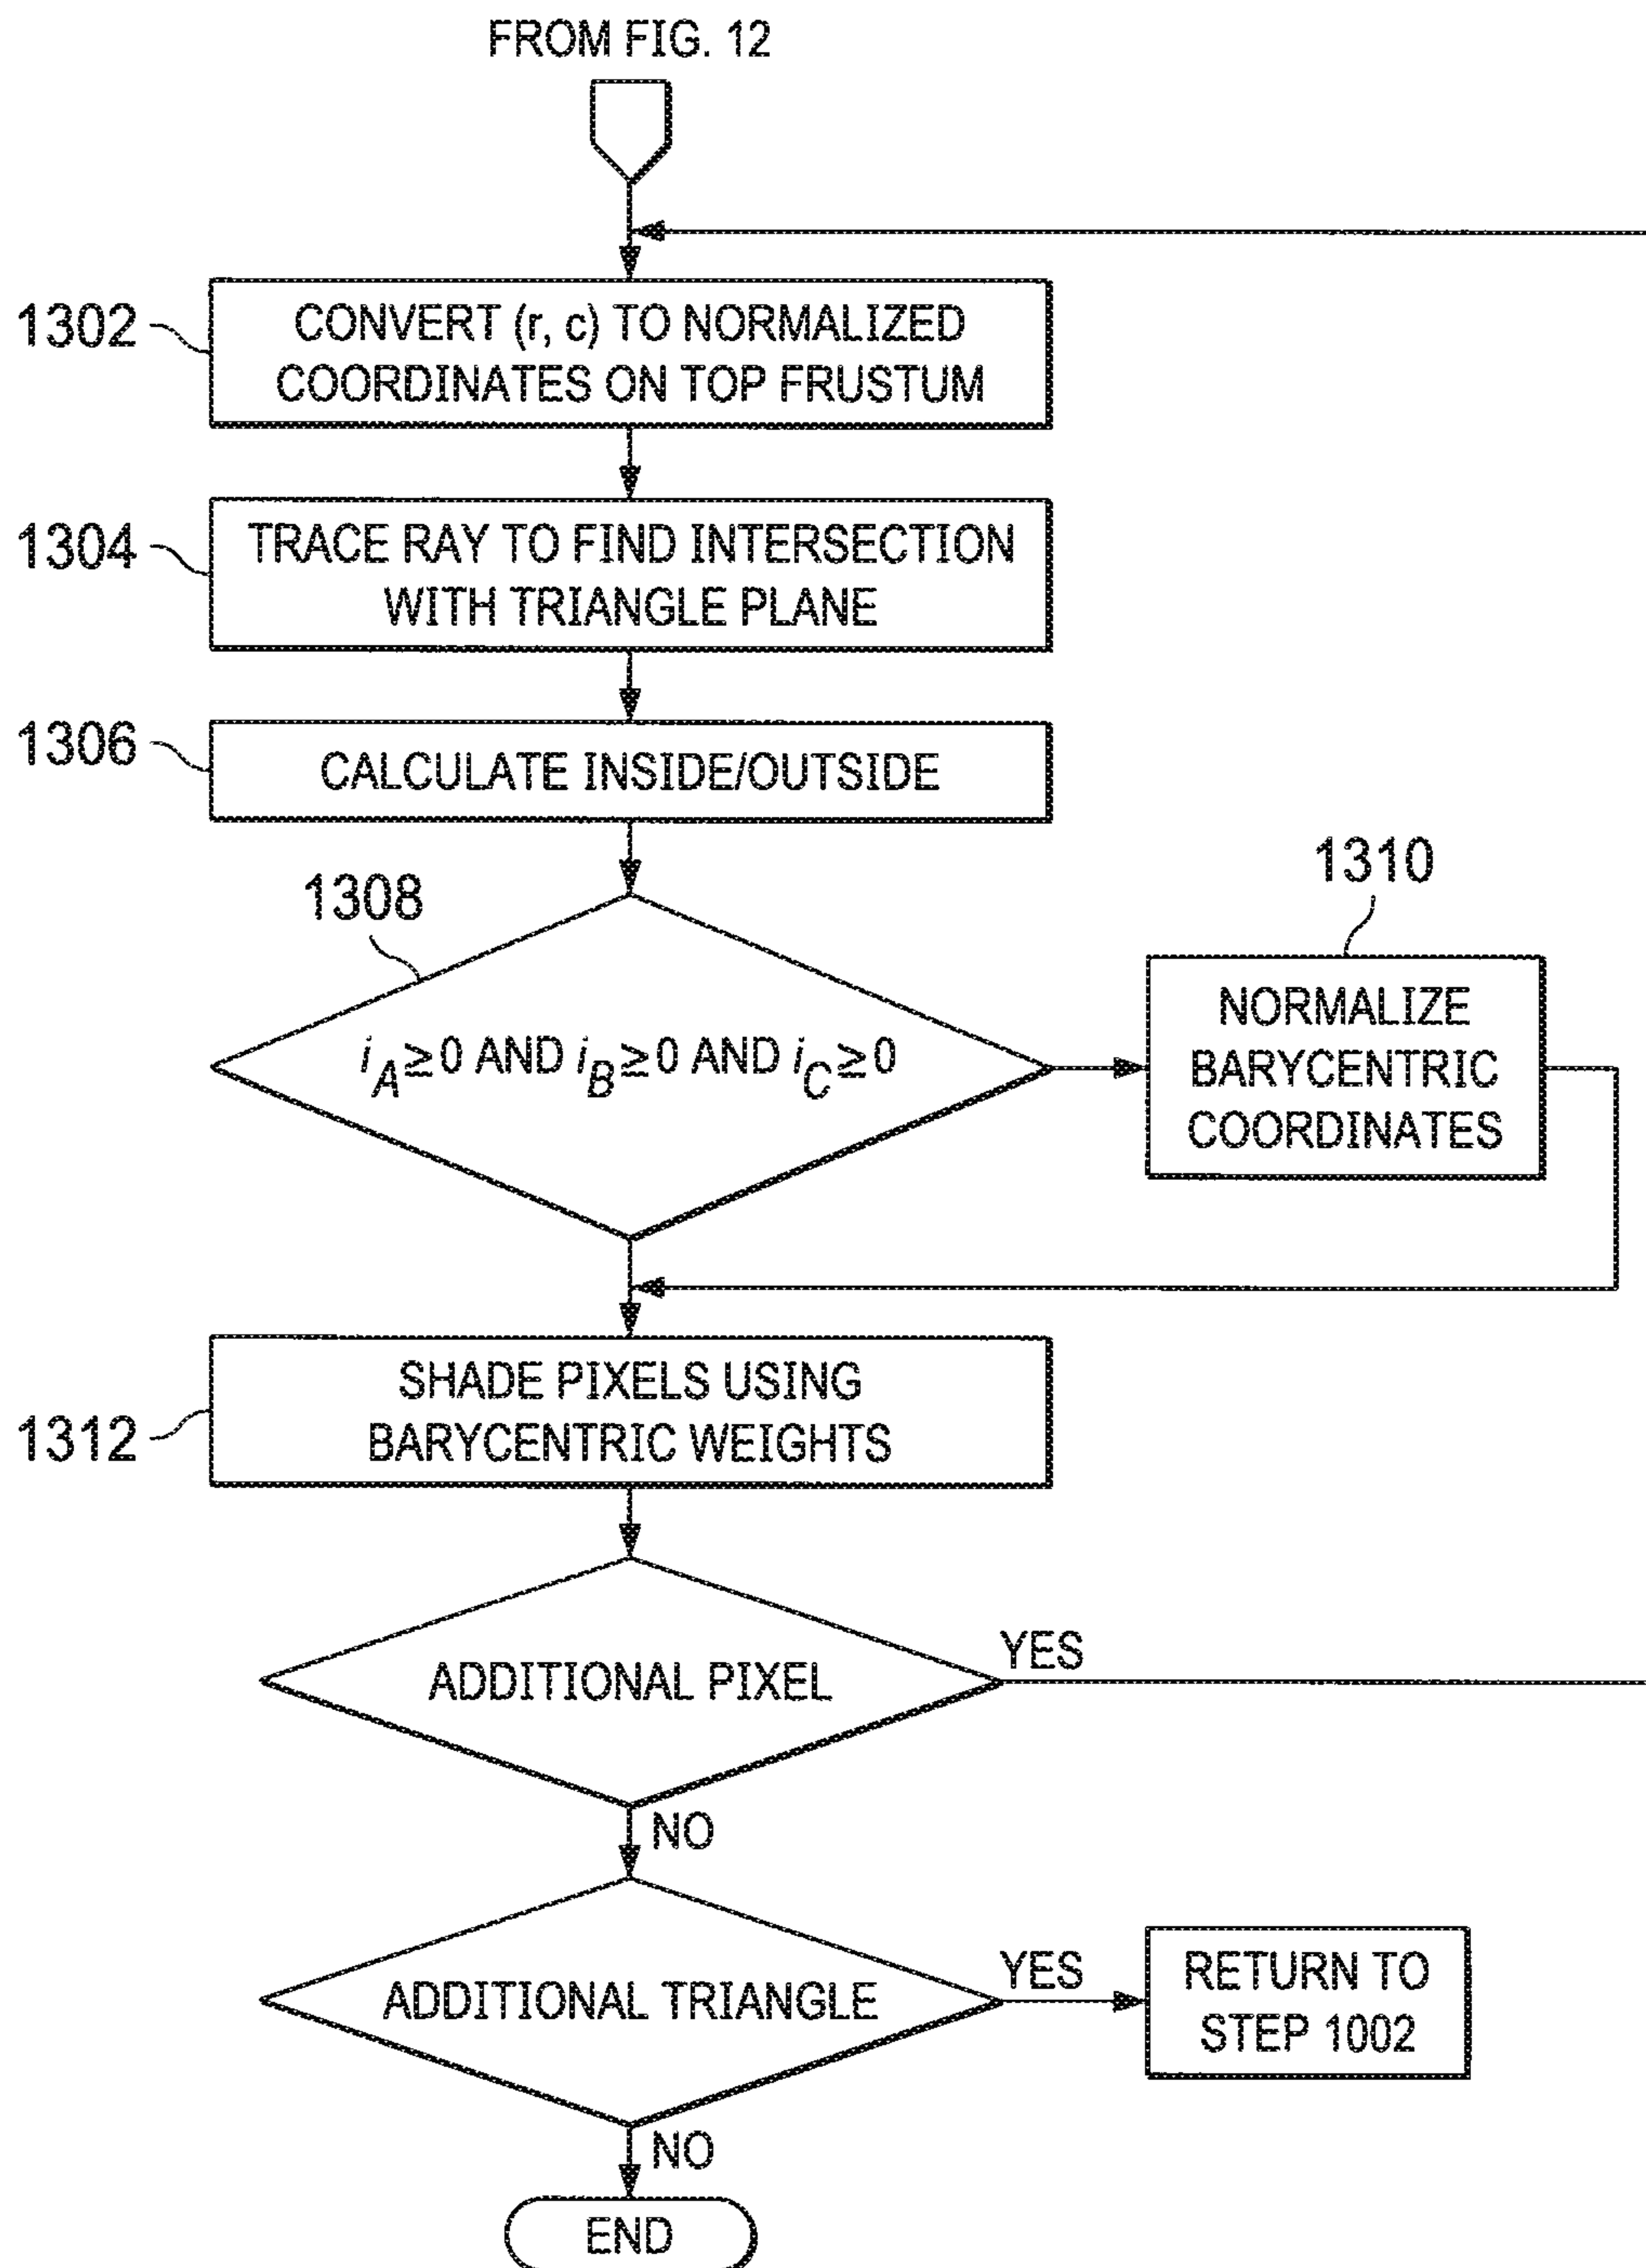 FROM FIG. 12
1302
CONVERT (r, c) TO NORMALIZED
COORDINATES ON TOP FRUSTUM
1304
TRACE RAY TO FIND INTERSECTION
WITH TRIANGLE PLANE
1306
CALCULATE INSIDE/OUTSIDE
1308
i_A ≥ 0 AND i_B ≥ 0 AND i_C ≥ 0
1310
NORMALIZE
BARYCENTRIC
COORDINATES
1312
SHADE PIXELS USING
BARYCENTRIC WEIGHTS
ADDITIONAL PIXEL
YES
NO
ADDITIONAL TRIANGLE
YES
RETURN TO
STEP 1002
NO
END